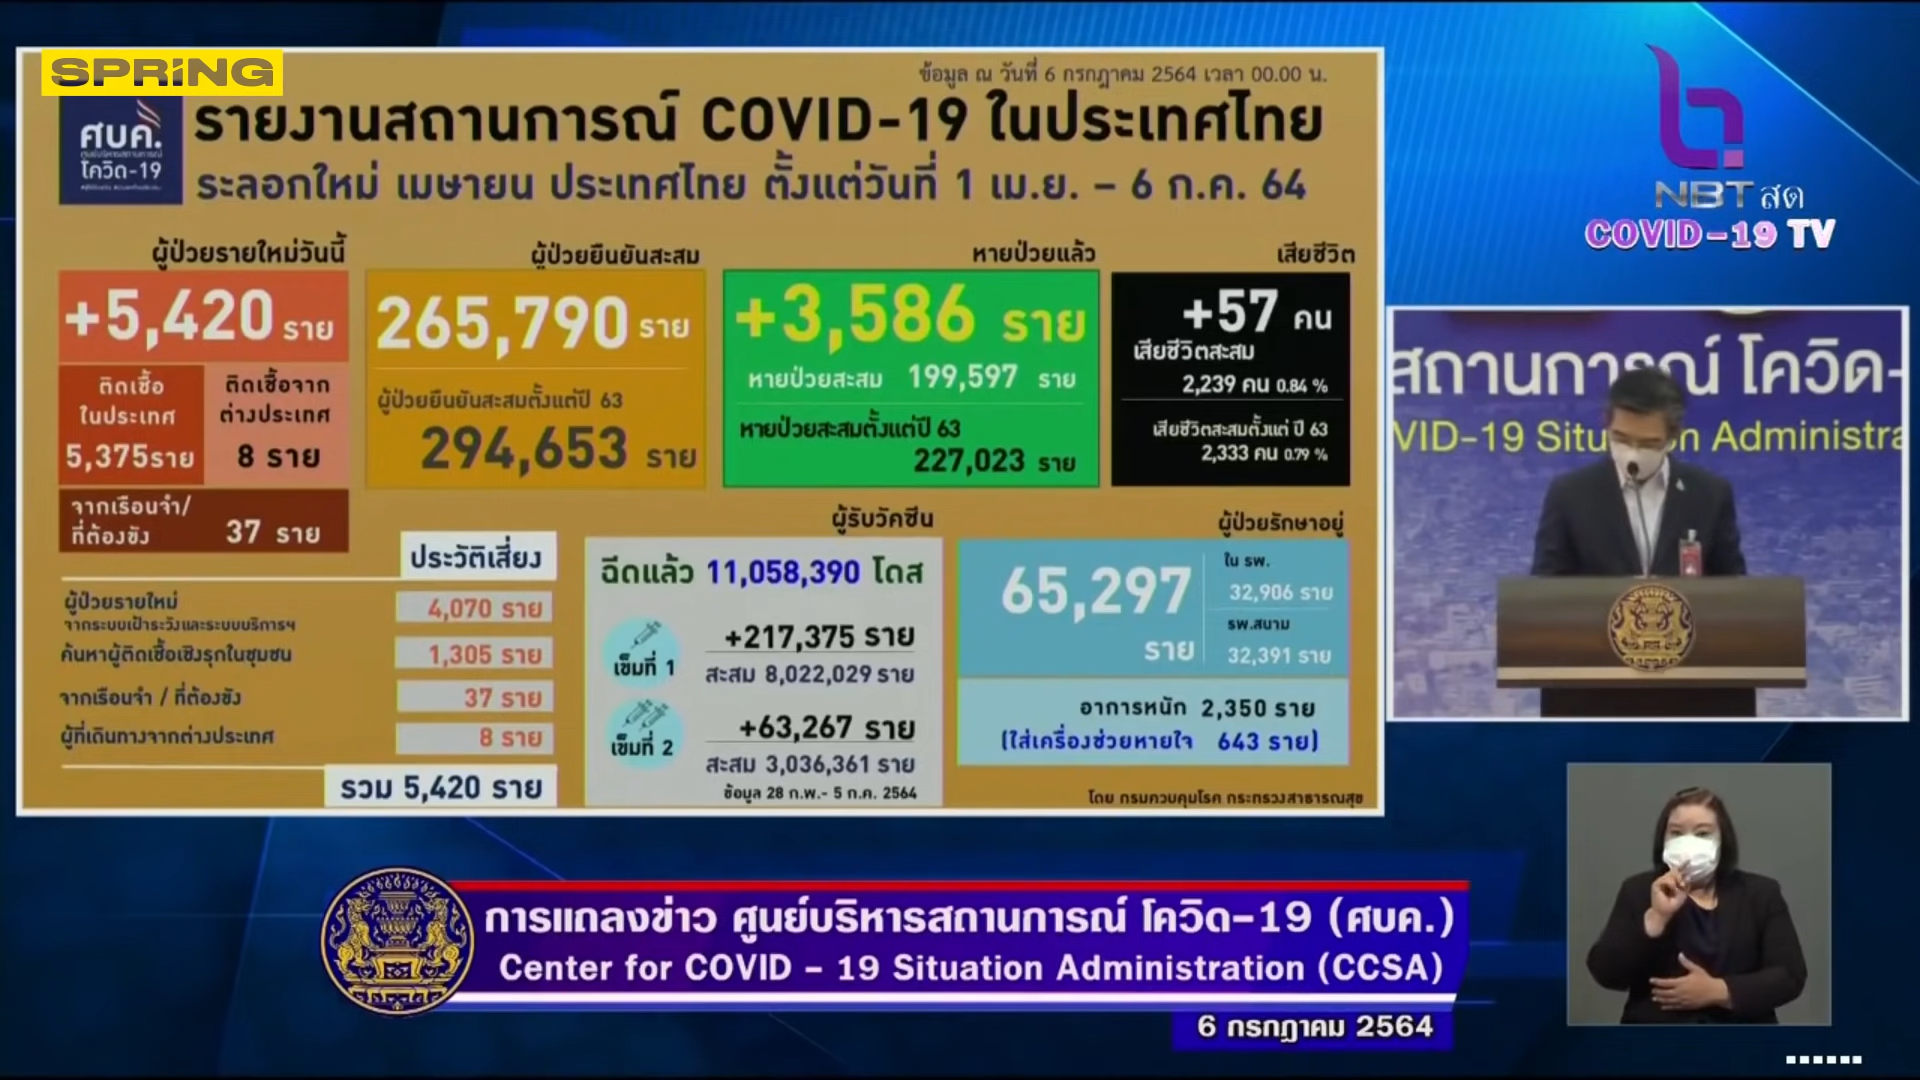 SPRiNG
ข้อมูล ณ วันที่ 6 กรกฎาคม 2564 เวลา 00.00 น.
ศบค.
โควิด-19
รายงานสถานการณ์ COVID-19 ในประเทศไทย
ระลอกใหม่ เมษายน ประเทศไทย ตั้งแต่วันที่ 1 เม.ย. – 6 ก.ค. 64
ผู้ป่วยรายใหม่วันนี้
+5,420 ราย
ติดเชื้อ
ในประเทศ
5,375ราย
ติดเชื้อจาก
ต่างประเทศ
8 ราย
จากเรือนจำ/
ที่ต้องขัง
37 ราย
ผู้ป่วยยืนยันสะสม
265,790 ราย
ผู้ป่วยยืนยันสะสมตั้งแต่ปี 63
294,653 ราย
หายป่วยแล้ว
+3,586 ราย
หายป่วยสะสม 199,597 ราย
หายป่วยสะสมตั้งแต่ปี 63
227,023 ราย
เสียชีวิต
+57 คน
เสียชีวิตสะสม
2,239 คน 0.84 %
เสียชีวิตสะสมตั้งแต่ ปี 63
2,333 คน 0.79 %
ประวัติเสี่ยง
ผู้ป่วยรายใหม่
จากระบบเฝ้าระวังและระบบบริการฯ
4,070 ราย
ค้นหาผู้ติดเชื้อเชิงรุกในชุมชน
1,305 ราย
จากเรือนจำ / ที่ต้องขัง
37 ราย
ผู้ที่เดินทางจากต่างประเทศ
8 ราย
รวม 5,420 ราย
ผู้รับวัคซีน
ฉีดแล้ว 11,058,390 โดส
เข็มที่ 1
+217,375 ราย
สะสม 8,022,029 ราย
เข็มที่ 2
+63,267 ราย
สะสม 3,036,361 ราย
ข้อมูล 28 ก.พ.- 5 ก.ค. 2564
ผู้ป่วยรักษาอยู่
65,297
ราย
ใน รพ.
32,906 ราย
รพ.สนาม
32,391 ราย
อาการหนัก 2,350 ราย
(ใส่เครื่องช่วยหายใจ 643 ราย)
โดย กรมควบคุมโรค กระทรวงสาธารณสุข
NBT สด
COVID-19 TV
สถานการณ์ โควิด-
VID-19 Situ n Administra
การแถลงข่าว ศูนย์บริหารสถานการณ์ โควิด-19 (ศบค.)
Center for COVID – 19 Situation Administration (CCSA)
6 กรกฎาคม 2564